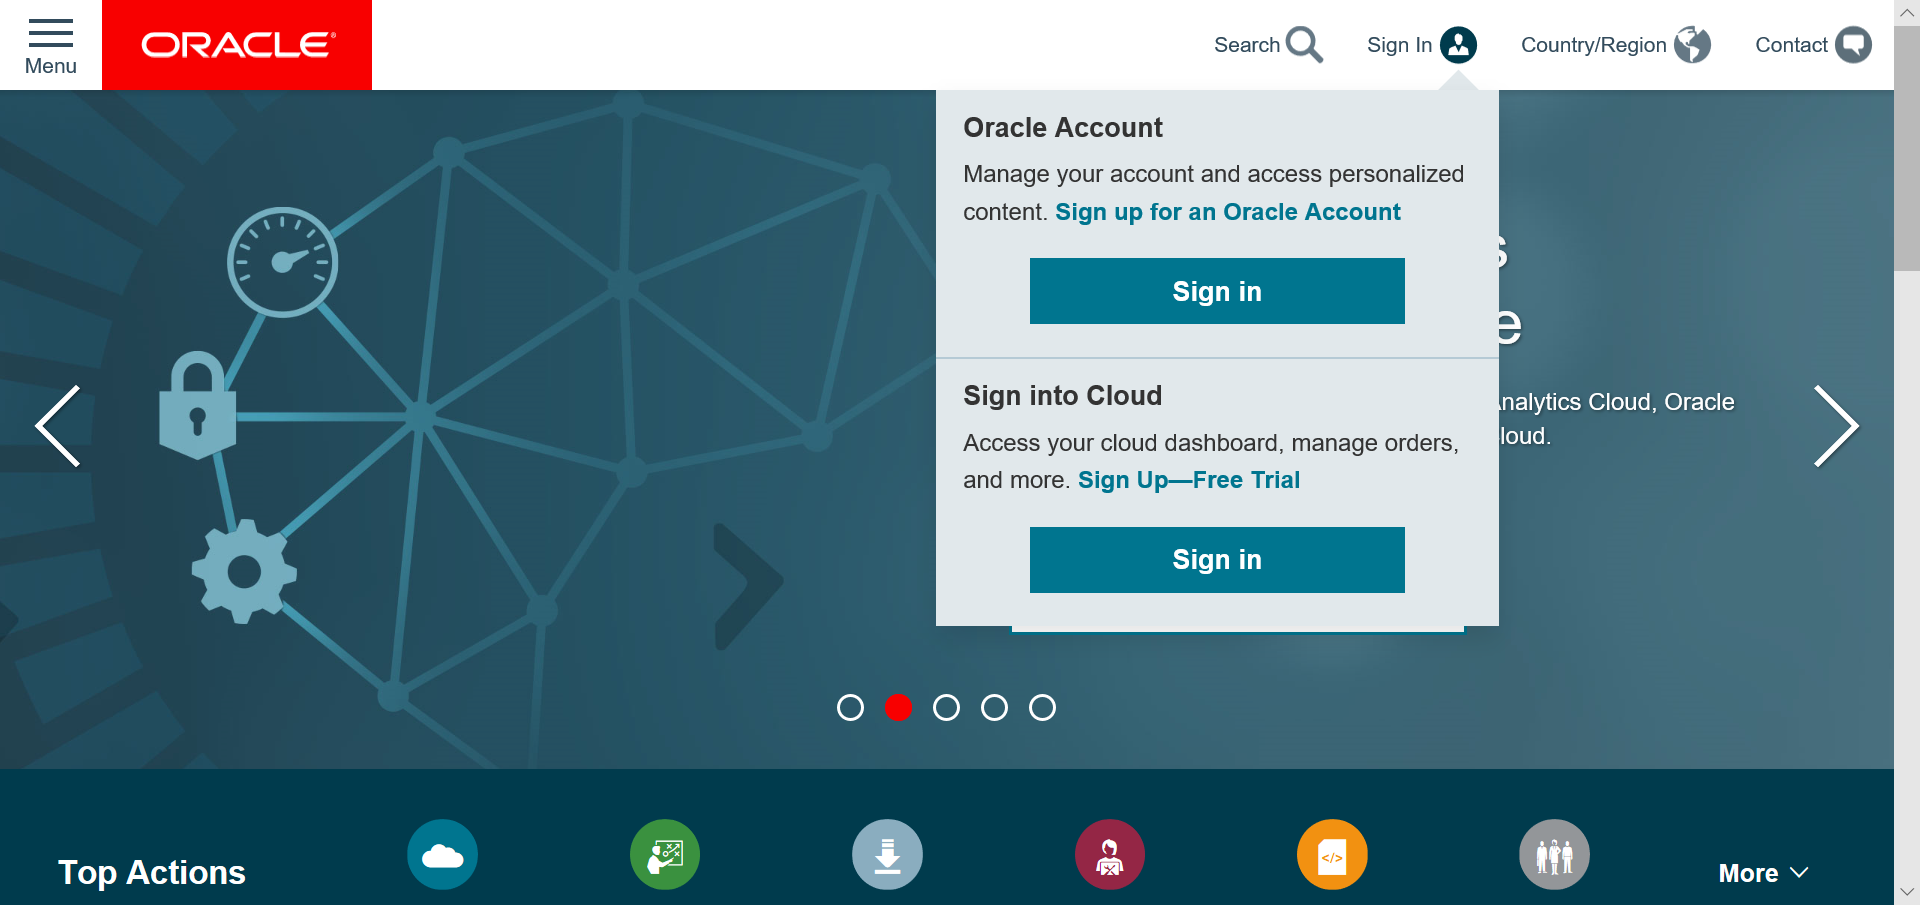 Menu
ORACLE®
Search
Sign In
Country/Region
Contact
Oracle Account
Manage your account and access personalized
content. Sign up for an Oracle Account
Sign in
Sign into Cloud
Access your cloud dashboard, manage orders,
and more. Sign Up—Free Trial
Sign in
s
e
Analytics Cloud, Oracle
loud.
Top Actions
</>
More